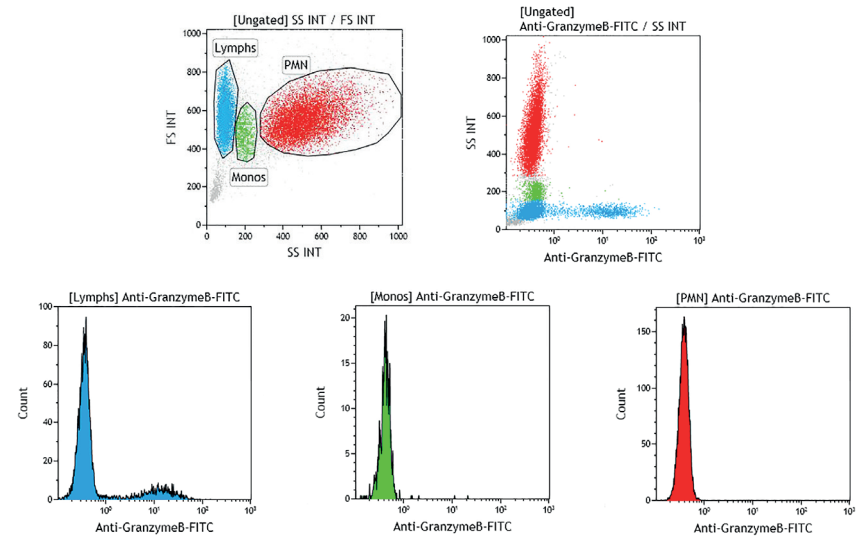 [Ungated] SS INT / FS INT
1000
800
600
400
200
0
FS INT
Lymphs
PMN
Monos
0 200 400 600 800 1000
SS INT
[Ungated]
Anti-GranzymeB-FITC / SS INT
1000
800
600
400
200
0
SS INT
10⁰ 10¹ 10² 10³
Anti-GranzymeB-FITC
[Lymphs] Anti-GranzymeB-FITC
100
80
60
40
20
0
Count
10⁰ 10¹ 10² 10³
Anti-GranzymeB-FITC
[Monos] Anti-GranzymeB-FITC
20
15
10
5
0
Count
10⁰ 10¹ 10² 10³
Anti-GranzymeB-FITC
[PMN] Anti-GranzymeB-FITC
150
100
50
0
Count
10⁰ 10¹ 10² 10³
Anti-GranzymeB-FITC